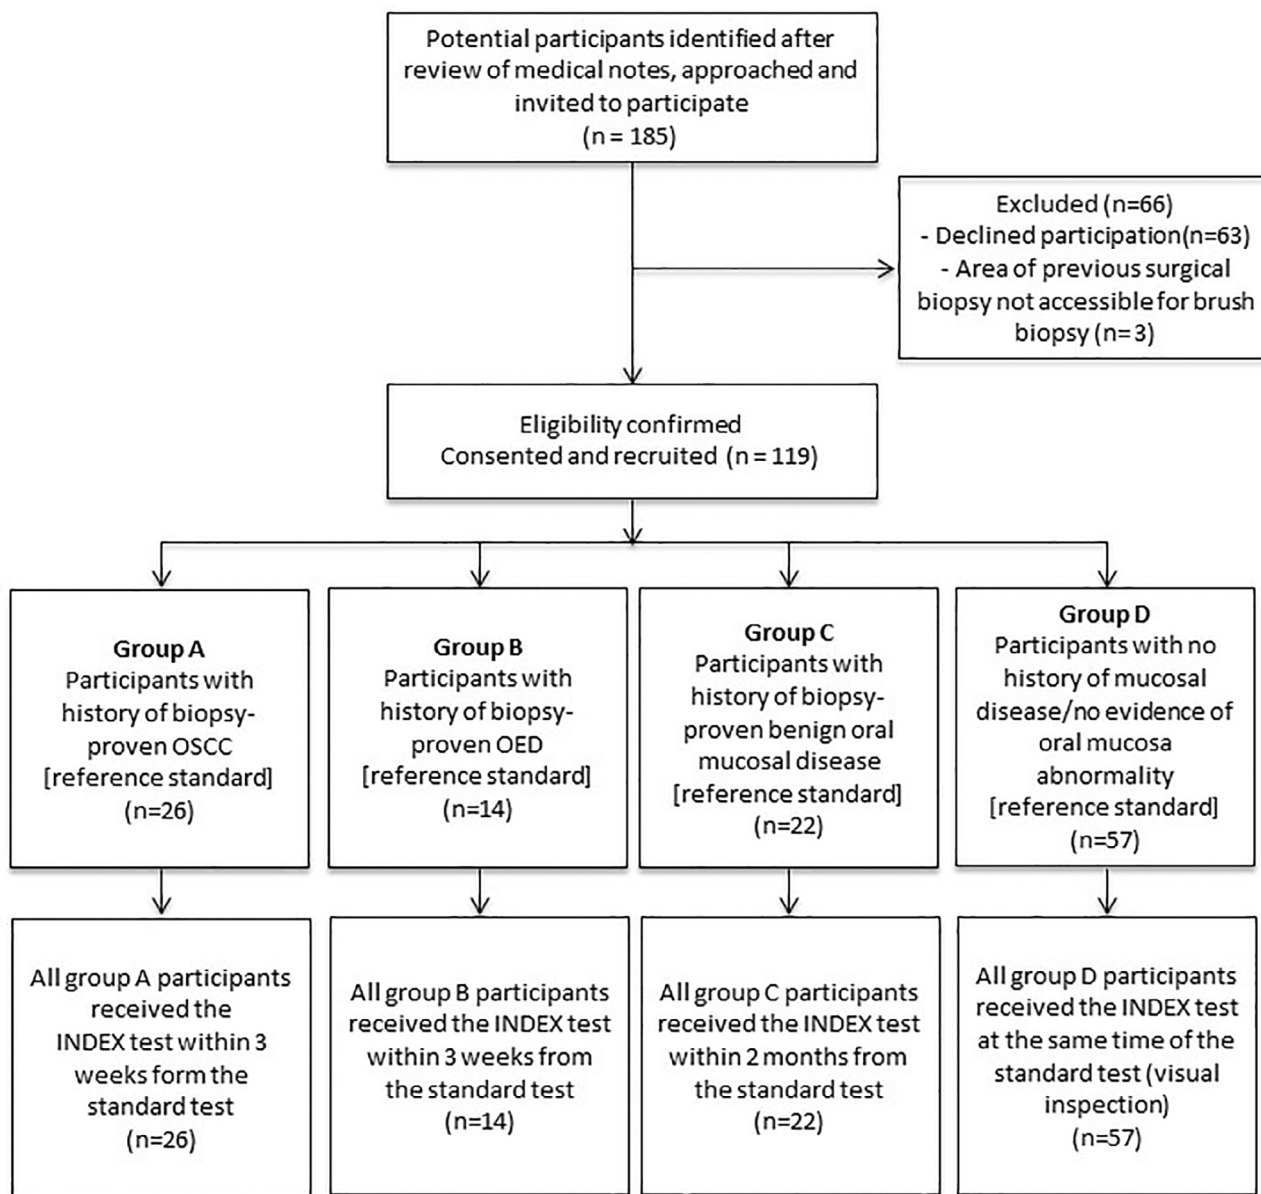 Potential participants identified after
review of medical notes, approached and
invited to participate
(n = 185)
Excluded (n=66)
- Declined participation(n=63)
- Area of previous surgical
biopsy not accessible for brush
biopsy (n=3)
Eligibility confirmed
Consented and recruited (n = 119)
Group A
Participants with
history of biopsy-
proven OSCC
[reference standard]
(n=26)
Group B
Participants with
history of biopsy-
proven OED
[reference standard]
(n=14)
Group C
Participants with
history of biopsy-
proven benign oral
mucosal disease
[reference standard]
(n=22)
Group D
Participants with no
history of mucosal
disease/no evidence of
oral mucosa
abnormality
[reference standard]
(n=57)
All group A participants
received the
INDEX test within 3
weeks form the
standard test
(n=26)
All group B participants
received the INDEX test
within 3 weeks from
the standard test
(n=14)
All group C participants
received the INDEX test
within 2 months from
the standard test
(n=22)
All group D participants
received the INDEX test
at the same time of the
standard test (visual
inspection)
(n=57)